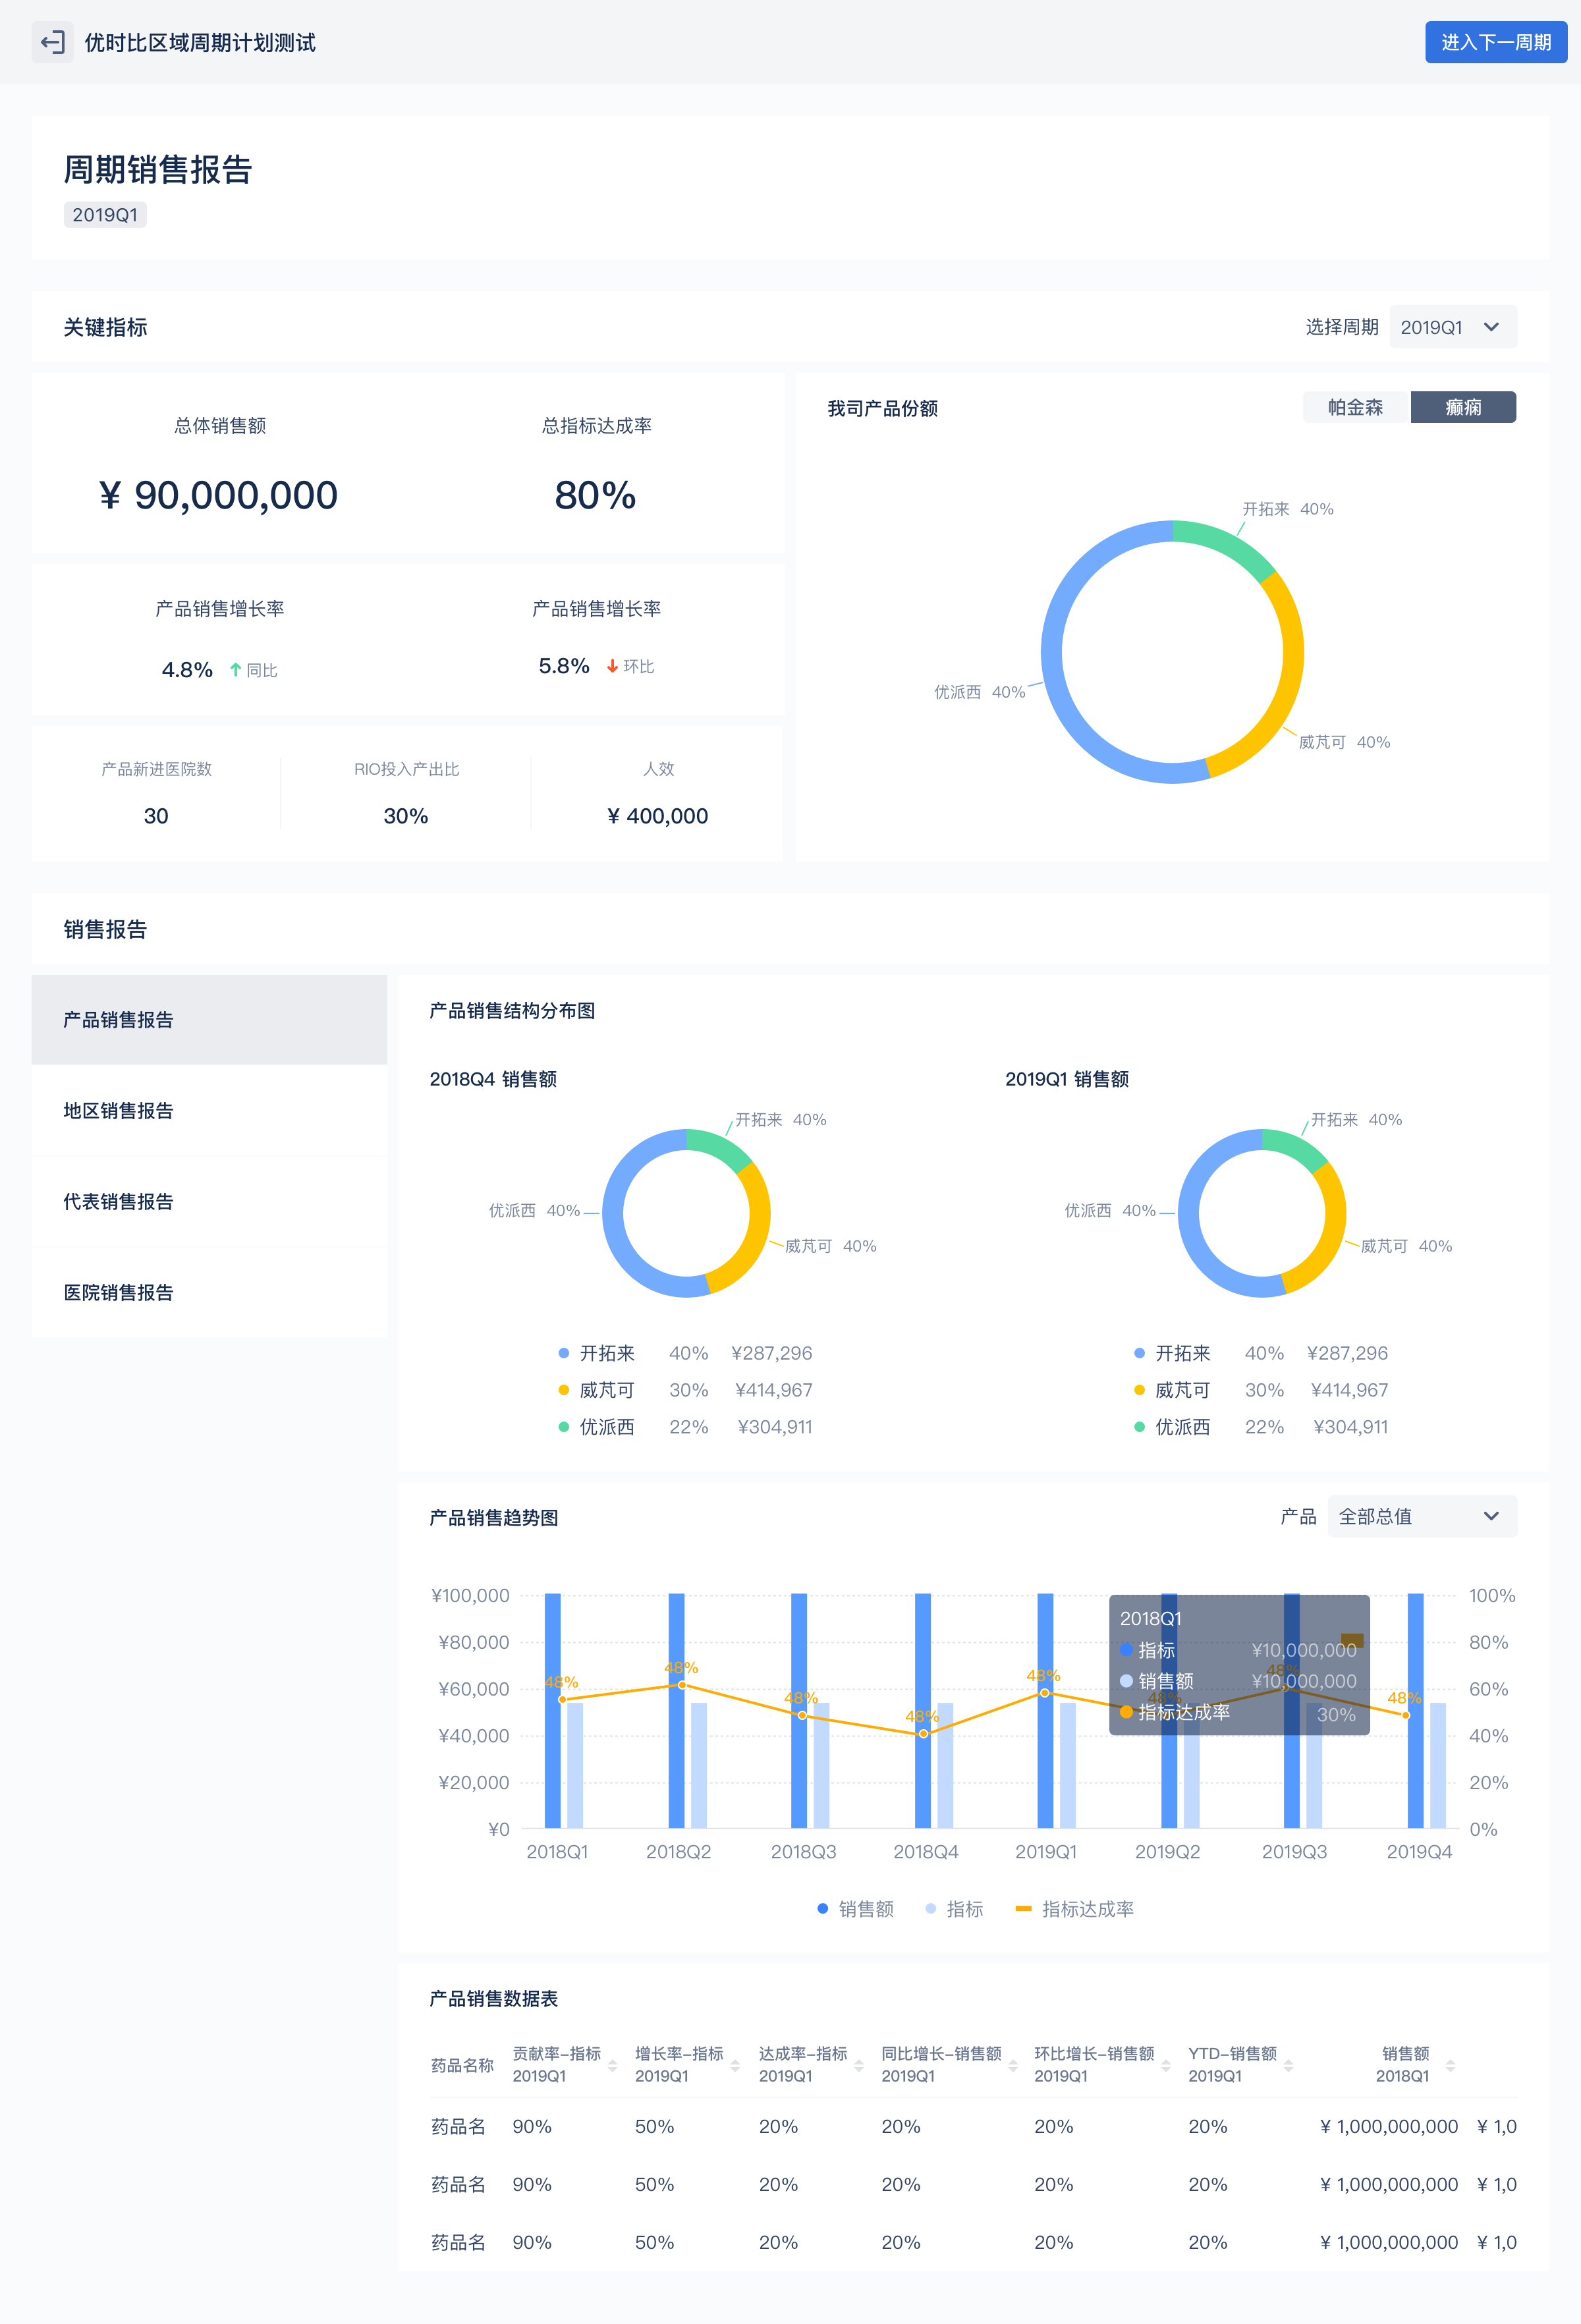 优时比区域周期计划测试
进入下一周期
周期销售报告
2019Q1
关键指标
选择周期 2019Q1
总体销售额 总指标达成率
¥ 90,000,000 80%
产品销售增长率 产品销售增长率
4.8% 同比 5.8% 环比
产品新进医院数 RIO投入产出比 人效
30 30% ¥ 400,000
我司产品份额
帕金森 癫痫
开拓来 40%
优派西 40%
威芃可 40%
销售报告
产品销售报告
地区销售报告
代表销售报告
医院销售报告
产品销售结构分布图
2018Q4 销售额
开拓来 40%
优派西 40%
威芃可 40%
开拓来 40% ¥287,296
威芃可 30% ¥414,967
优派西 22% ¥304,911
2019Q1 销售额
开拓来 40%
优派西 40%
威芃可 40%
开拓来 40% ¥287,296
威芃可 30% ¥414,967
优派西 22% ¥304,911
产品销售趋势图
产品 全部总值
¥100,000 100%
¥80,000 80%
¥60,000 60%
¥40,000 40%
¥20,000 20%
¥0 0%
48% 48% 48% 48% 48% 48% 48% 48%
2018Q1
指标 ¥10,000,000
销售额 ¥10,000,000
指标达成率 30%
2018Q1 2018Q2 2018Q3 2018Q4 2019Q1 2019Q2 2019Q3 2019Q4
销售额 指标 指标达成率
产品销售数据表
药品名称 贡献率-指标 2019Q1 增长率-指标 2019Q1 达成率-指标 2019Q1 同比增长-销售额 2019Q1 环比增长-销售额 2019Q1 YTD-销售额 2019Q1 销售额 2018Q1
药品名 90% 50% 20% 20% 20% 20% ¥ 1,000,000,000 ¥ 1,0
药品名 90% 50% 20% 20% 20% 20% ¥ 1,000,000,000 ¥ 1,0
药品名 90% 50% 20% 20% 20% 20% ¥ 1,000,000,000 ¥ 1,0